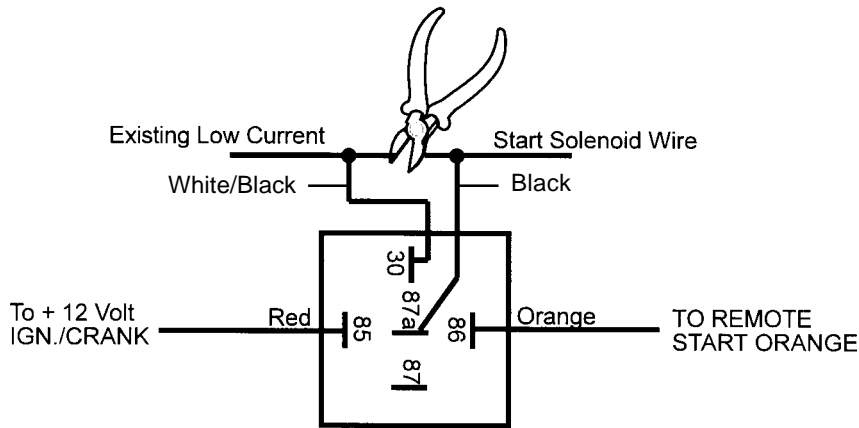 Existing Low Current
Start Solenoid Wire
White/Black
Black
30
87a
To + 12 Volt
IGN./CRANK
Red
85
86
Orange
TO REMOTE
START ORANGE
87